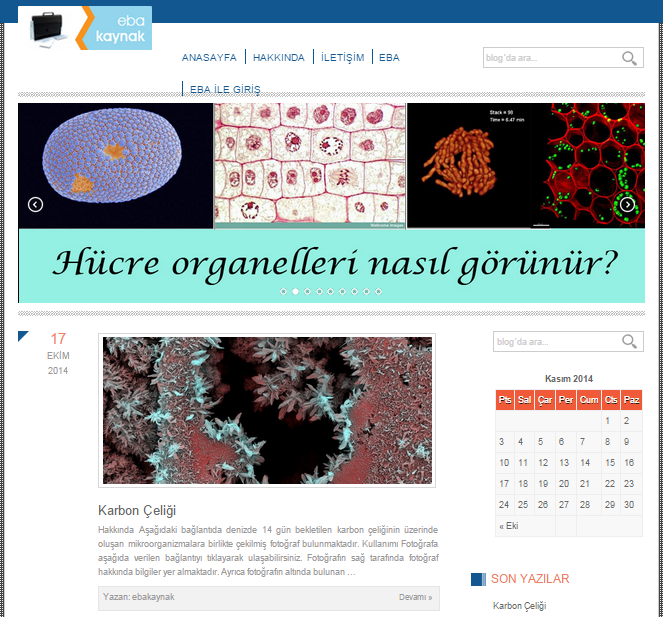 eba
kaynak
ANASAYFA
HAKKINDA
İLETİŞİM
EBA
blog'da ara...
EBA İLE GİRİŞ
Stack = 90
Time = 6.47 min
Hücre organelleri nasıl görünür?
17
EKİM
2014
blog'da ara...
Kasım 2014
Pts Sal Çar Per Cum Cts Paz
1 2
3 4 5 6 7 8 9
10 11 12 13 14 15 16
17 18 19 20 21 22 23
24 25 26 27 28 29 30
« Eki
Karbon Çeliği
Hakkında Aşağıdaki bağlantıda denizde 14 gün bekletilen karbon çeliğinin üzerinde
oluşan mikroorganizmalara birlikte çekilmiş fotoğraf bulunmaktadır. Kullanımı Fotoğrafa
aşağıda verilen bağlantıyı tıklayarak ulaşabilirsiniz. Fotoğrafın sağ tarafında fotoğraf
hakkında bilgiler yer almaktadır. Ayrıca fotoğrafın altında bulunan ...
Yazan: ebakaynak
Devamı »
SON YAZILAR
Karbon Çeliği